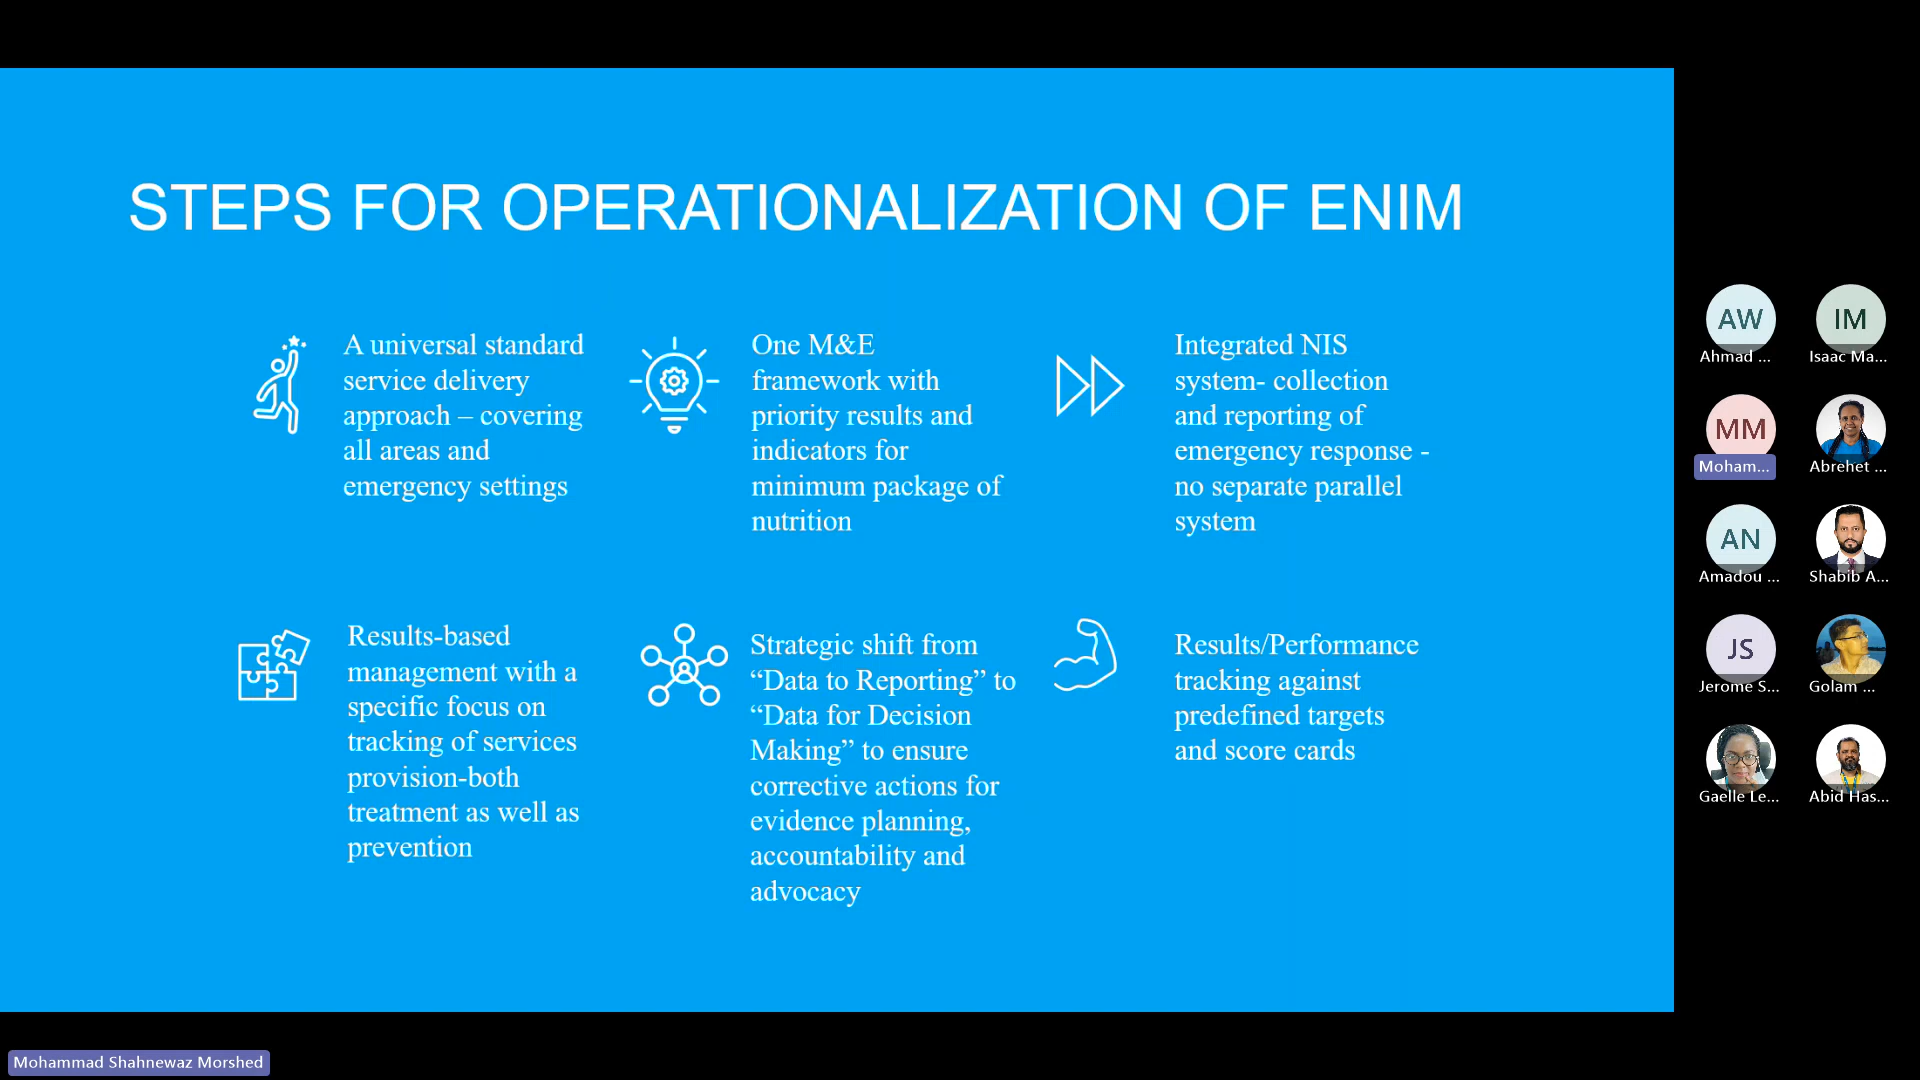 STEPS FOR OPERATIONALIZATION OF ENIM
A universal standard
service delivery
approach – covering
all areas and
emergency settings
One M&E
framework with
priority results and
indicators for
minimum package of
nutrition
Integrated NIS
system- collection
and reporting of
emergency response -
no separate parallel
system
Results-based
management with a
specific focus on
tracking of services
provision-both
treatment as well as
prevention
Strategic shift from
“Data to Reporting” to
“Data for Decision
Making” to ensure
corrective actions for
evidence planning,
accountability and
advocacy
Results/Performance
tracking against
predefined targets
and score cards
AW
Ahmad ...
IM
Isaac Ma...
MM
Moham...
Abrehet ...
AN
Amadou ...
Shabib A...
JS
Jerome S...
Golam ...
Gaelle Le...
Abid Has...
Mohammad Shahnewaz Morshed